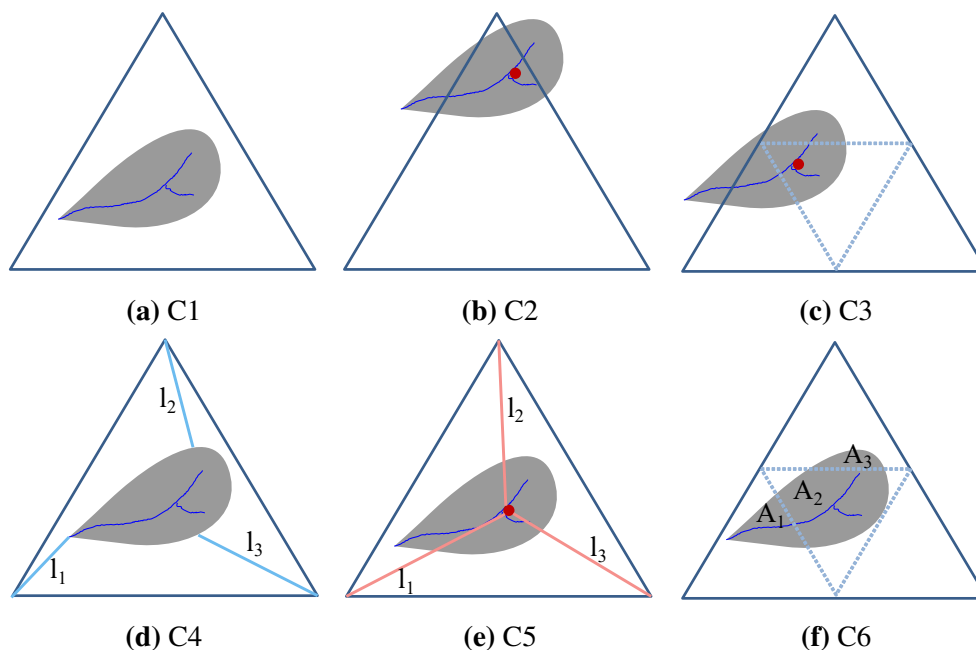 (a) C1
(b) C2
(c) C3
l₂
l₁
l₃
(d) C4
l₂
l₁
l₃
(e) C5
A₃
A₂
A₁
(f) C6